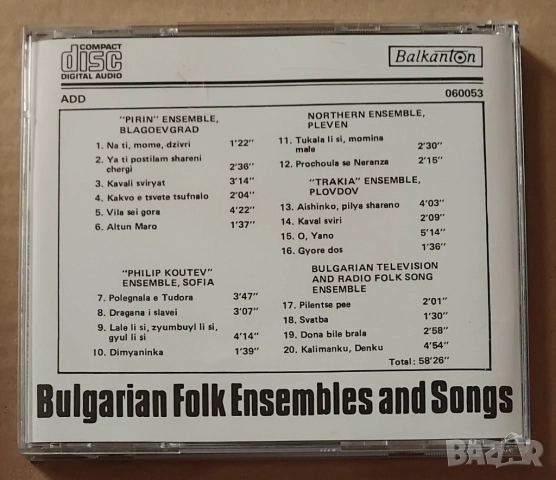 COMPACT
disc
DIGITAL AUDIO
Balkanton
ADD
060053
"PIRIN" ENSEMBLE,
BLAGOEVGRAD
1. Na ti, mome, dzivri 1'22"
2. Ya ti postilam shareni
chergi 2'36"
3. Kavali sviryat 3'14"
4. Kakvo e tsvete tsufnalo 2'04"
5. Vila sei gora 4'22"
6. Altun Maro 1'37"
"PHILIP KOUTEV"
ENSEMBLE, SOFIA
7. Polegnala e Tudora 3'47"
8. Dragana i slavei 3'07"
9. Lale li si, zyumbuyl li si,
gyul li si 4'14"
10. Dimyaninka 1'39"
NORTHERN ENSEMBLE,
PLEVEN
11. Tukala li si, momina
male 2'30"
12. Prochoula se Neranza 2'15"
"TRAKIA" ENSEMBLE,
PLOVDOV
13. Aishinko, pilya shareno 4'03"
14. Kaval sviri 2'09"
15. O, Yano 5'14"
16. Gyore dos 1'36"
BULGARIAN TELEVISION
AND RADIO FOLK SONG
ENSEMBLE
17. Pilentse pee 2'01"
18. Svatba 1'30"
19. Dona bile brala 2'58"
20. Kalimanku, Denku 4'54"
Total: 58'26"
Bulgarian Folk Ensembles and Songs
BAZAR